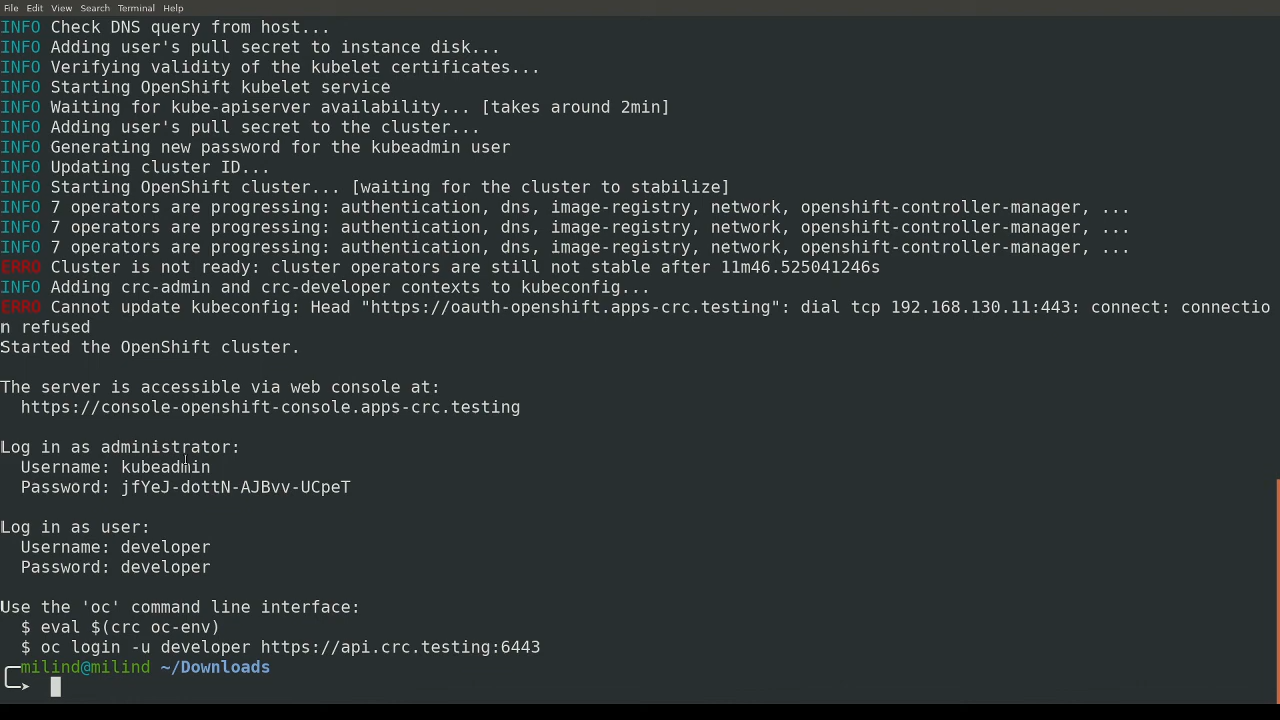 File Edit View Search Terminal Help
INFO Check DNS query from host...
INFO Adding user's pull secret to instance disk...
INFO Verifying validity of the kubelet certificates...
INFO Starting OpenShift kubelet service
INFO Waiting for kube-apiserver availability... [takes around 2min]
INFO Adding user's pull secret to the cluster...
INFO Generating new password for the kubeadmin user
INFO Updating cluster ID...
INFO Starting OpenShift cluster... [waiting for the cluster to stabilize]
INFO 7 operators are progressing: authentication, dns, image-registry, network, openshift-controller-manager, ...
INFO 7 operators are progressing: authentication, dns, image-registry, network, openshift-controller-manager, ...
INFO 7 operators are progressing: authentication, dns, image-registry, network, openshift-controller-manager, ...
ERRO Cluster is not ready: cluster operators are still not stable after 11m46.525041246s
INFO Adding crc-admin and crc-developer contexts to kubeconfig...
ERRO Cannot update kubeconfig: Head "https://oauth-openshift.apps-crc.testing": dial tcp 192.168.130.11:443: connect: connectio
n refused
Started the OpenShift cluster.
The server is accessible via web console at:
https://console-openshift-console.apps-crc.testing
Log in as administrator:
Username: kubeadmin
Password: jfYeJ-dottN-AJBvv-UCpeT
Log in as user:
Username: developer
Password: developer
Use the 'oc' command line interface:
$ eval $(crc oc-env)
$ oc login -u developer https://api.crc.testing:6443
milind@milind ~/Downloads